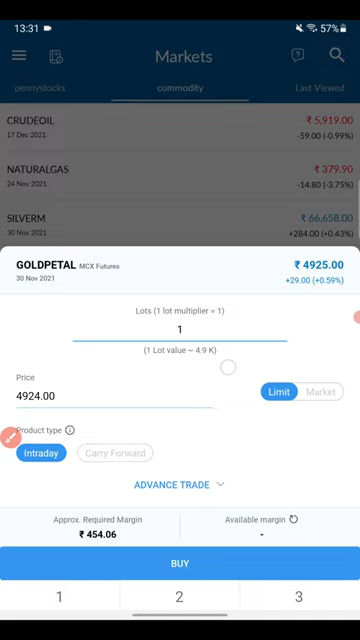 13:31
57%
Markets
pennystocks commodity Last Viewed
CRUDEOIL ₹ 5,919.00
17 Dec 2021 -59.00 (-0.99%)
NATURALGAS ₹ 379.90
24 Nov 2021 -14.80 (-3.75%)
SILVERM ₹ 66,658.00
30 Nov 2021 +284.00 (+0.43%)
GOLDPETAL MCX Futures ₹ 4925.00
30 Nov 2021 +29.00 (+0.59%)
Lots (1 lot multiplier = 1)
1
(1 Lot value ~ 4.9 K)
Price
4924.00 Limit Market
Product type
Intraday Carry Forward
ADVANCE TRADE
Approx. Required Margin Available margin
₹ 454.06 -
BUY
1 2 3